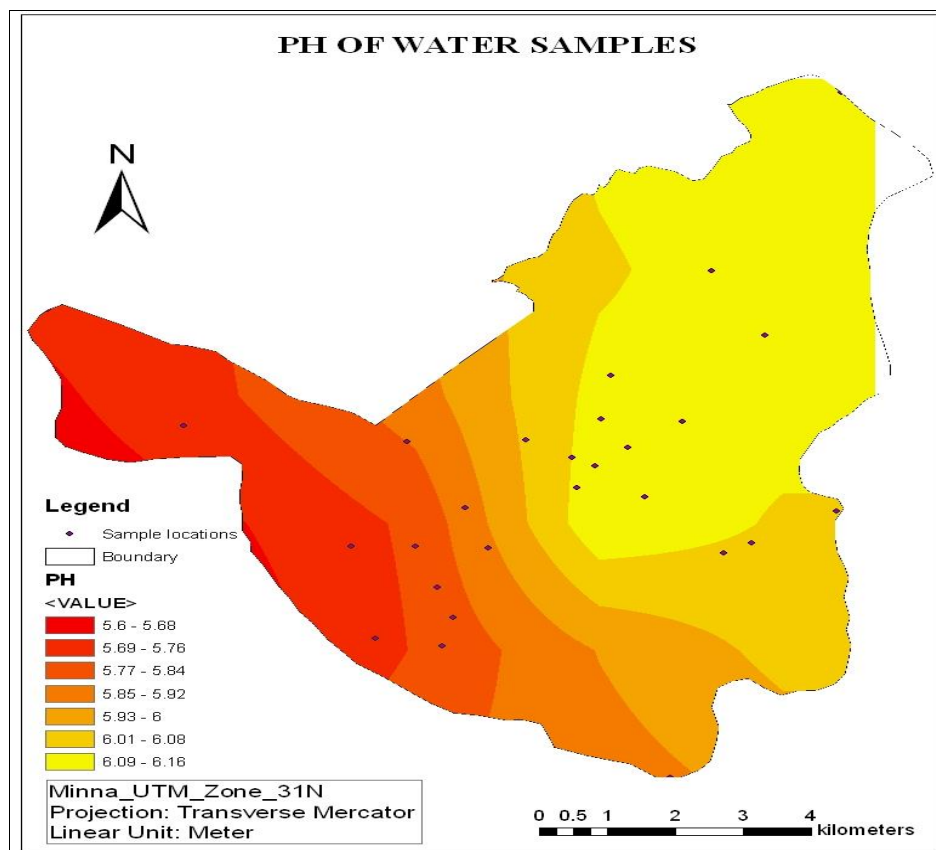 PH OF WATER SAMPLES
N
Legend
Sample locations
Boundary
PH
<VALUE>
5.6 - 5.68
5.69 - 5.76
5.77 - 5.84
5.85 - 5.92
5.93 - 6
6.01 - 6.08
6.09 - 6.16
Minna_UTM_Zone_31N
Projection: Transverse Mercator
Linear Unit: Meter
0 0.5 1 2 3 4
kilometers